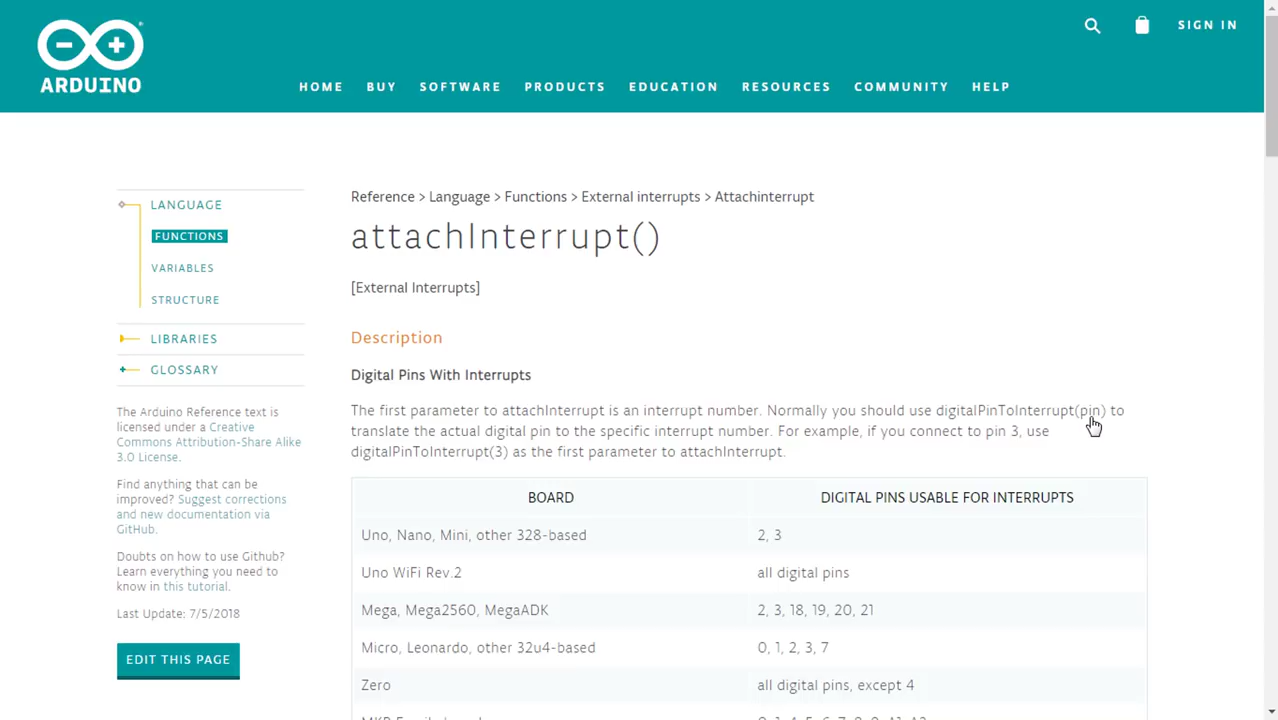 SIGN IN
ARDUINO
HOME BUY SOFTWARE PRODUCTS EDUCATION RESOURCES COMMUNITY HELP
LANGUAGE
FUNCTIONS
VARIABLES
STRUCTURE
LIBRARIES
GLOSSARY
The Arduino Reference text is
licensed under a Creative
Commons Attribution-Share Alike
3.0 License.
Find anything that can be
improved? Suggest corrections
and new documentation via
GitHub.
Doubts on how to use Github?
Learn everything you need to
know in this tutorial.
Last Update: 7/5/2018
EDIT THIS PAGE
Reference > Language > Functions > External interrupts > Attachinterrupt
attachInterrupt()
[External Interrupts]
Description
Digital Pins With Interrupts
The first parameter to attachInterrupt is an interrupt number. Normally you should use digitalPinToInterrupt(pin) to
translate the actual digital pin to the specific interrupt number. For example, if you connect to pin 3, use
digitalPinToInterrupt(3) as the first parameter to attachInterrupt.
BOARD DIGITAL PINS USABLE FOR INTERRUPTS
Uno, Nano, Mini, other 328-based 2, 3
Uno WiFi Rev.2 all digital pins
Mega, Mega2560, MegaADK 2, 3, 18, 19, 20, 21
Micro, Leonardo, other 32u4-based 0, 1, 2, 3, 7
Zero all digital pins, except 4